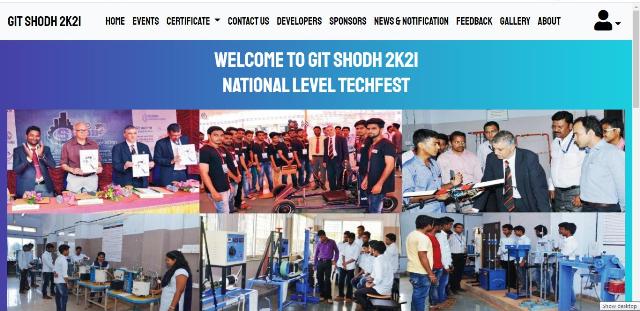 GIT SHODH 2K21 HOME EVENTS CERTIFICATE CONTACT US DEVELOPERS SPONSORS NEWS & NOTIFICATION FEEDBACK GALLERY ABOUT
WELCOME TO GIT SHODH 2K21
NATIONAL LEVEL TECHFEST
Show desktop